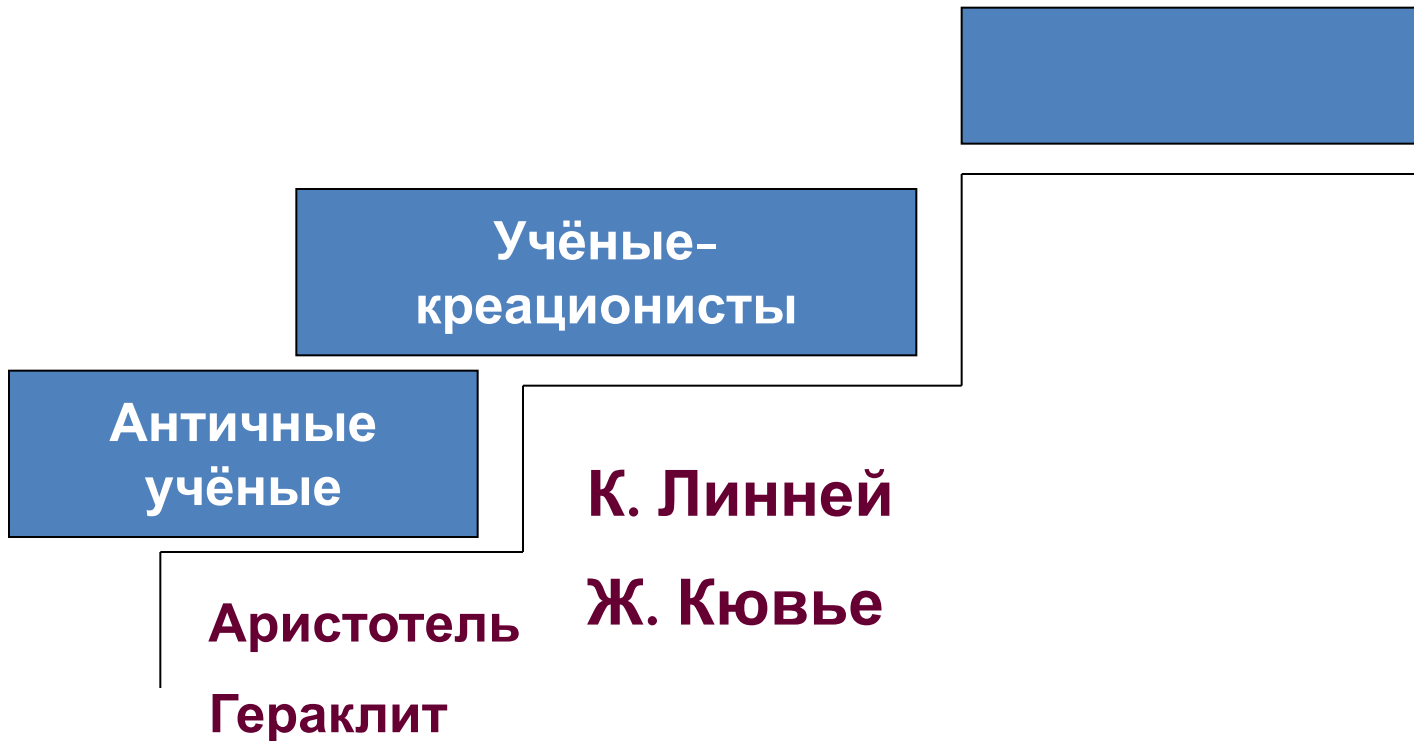 Учёные-
креационисты
Античные
учёные
К. Линней
Ж. Кювье
Аристотель
Гераклит